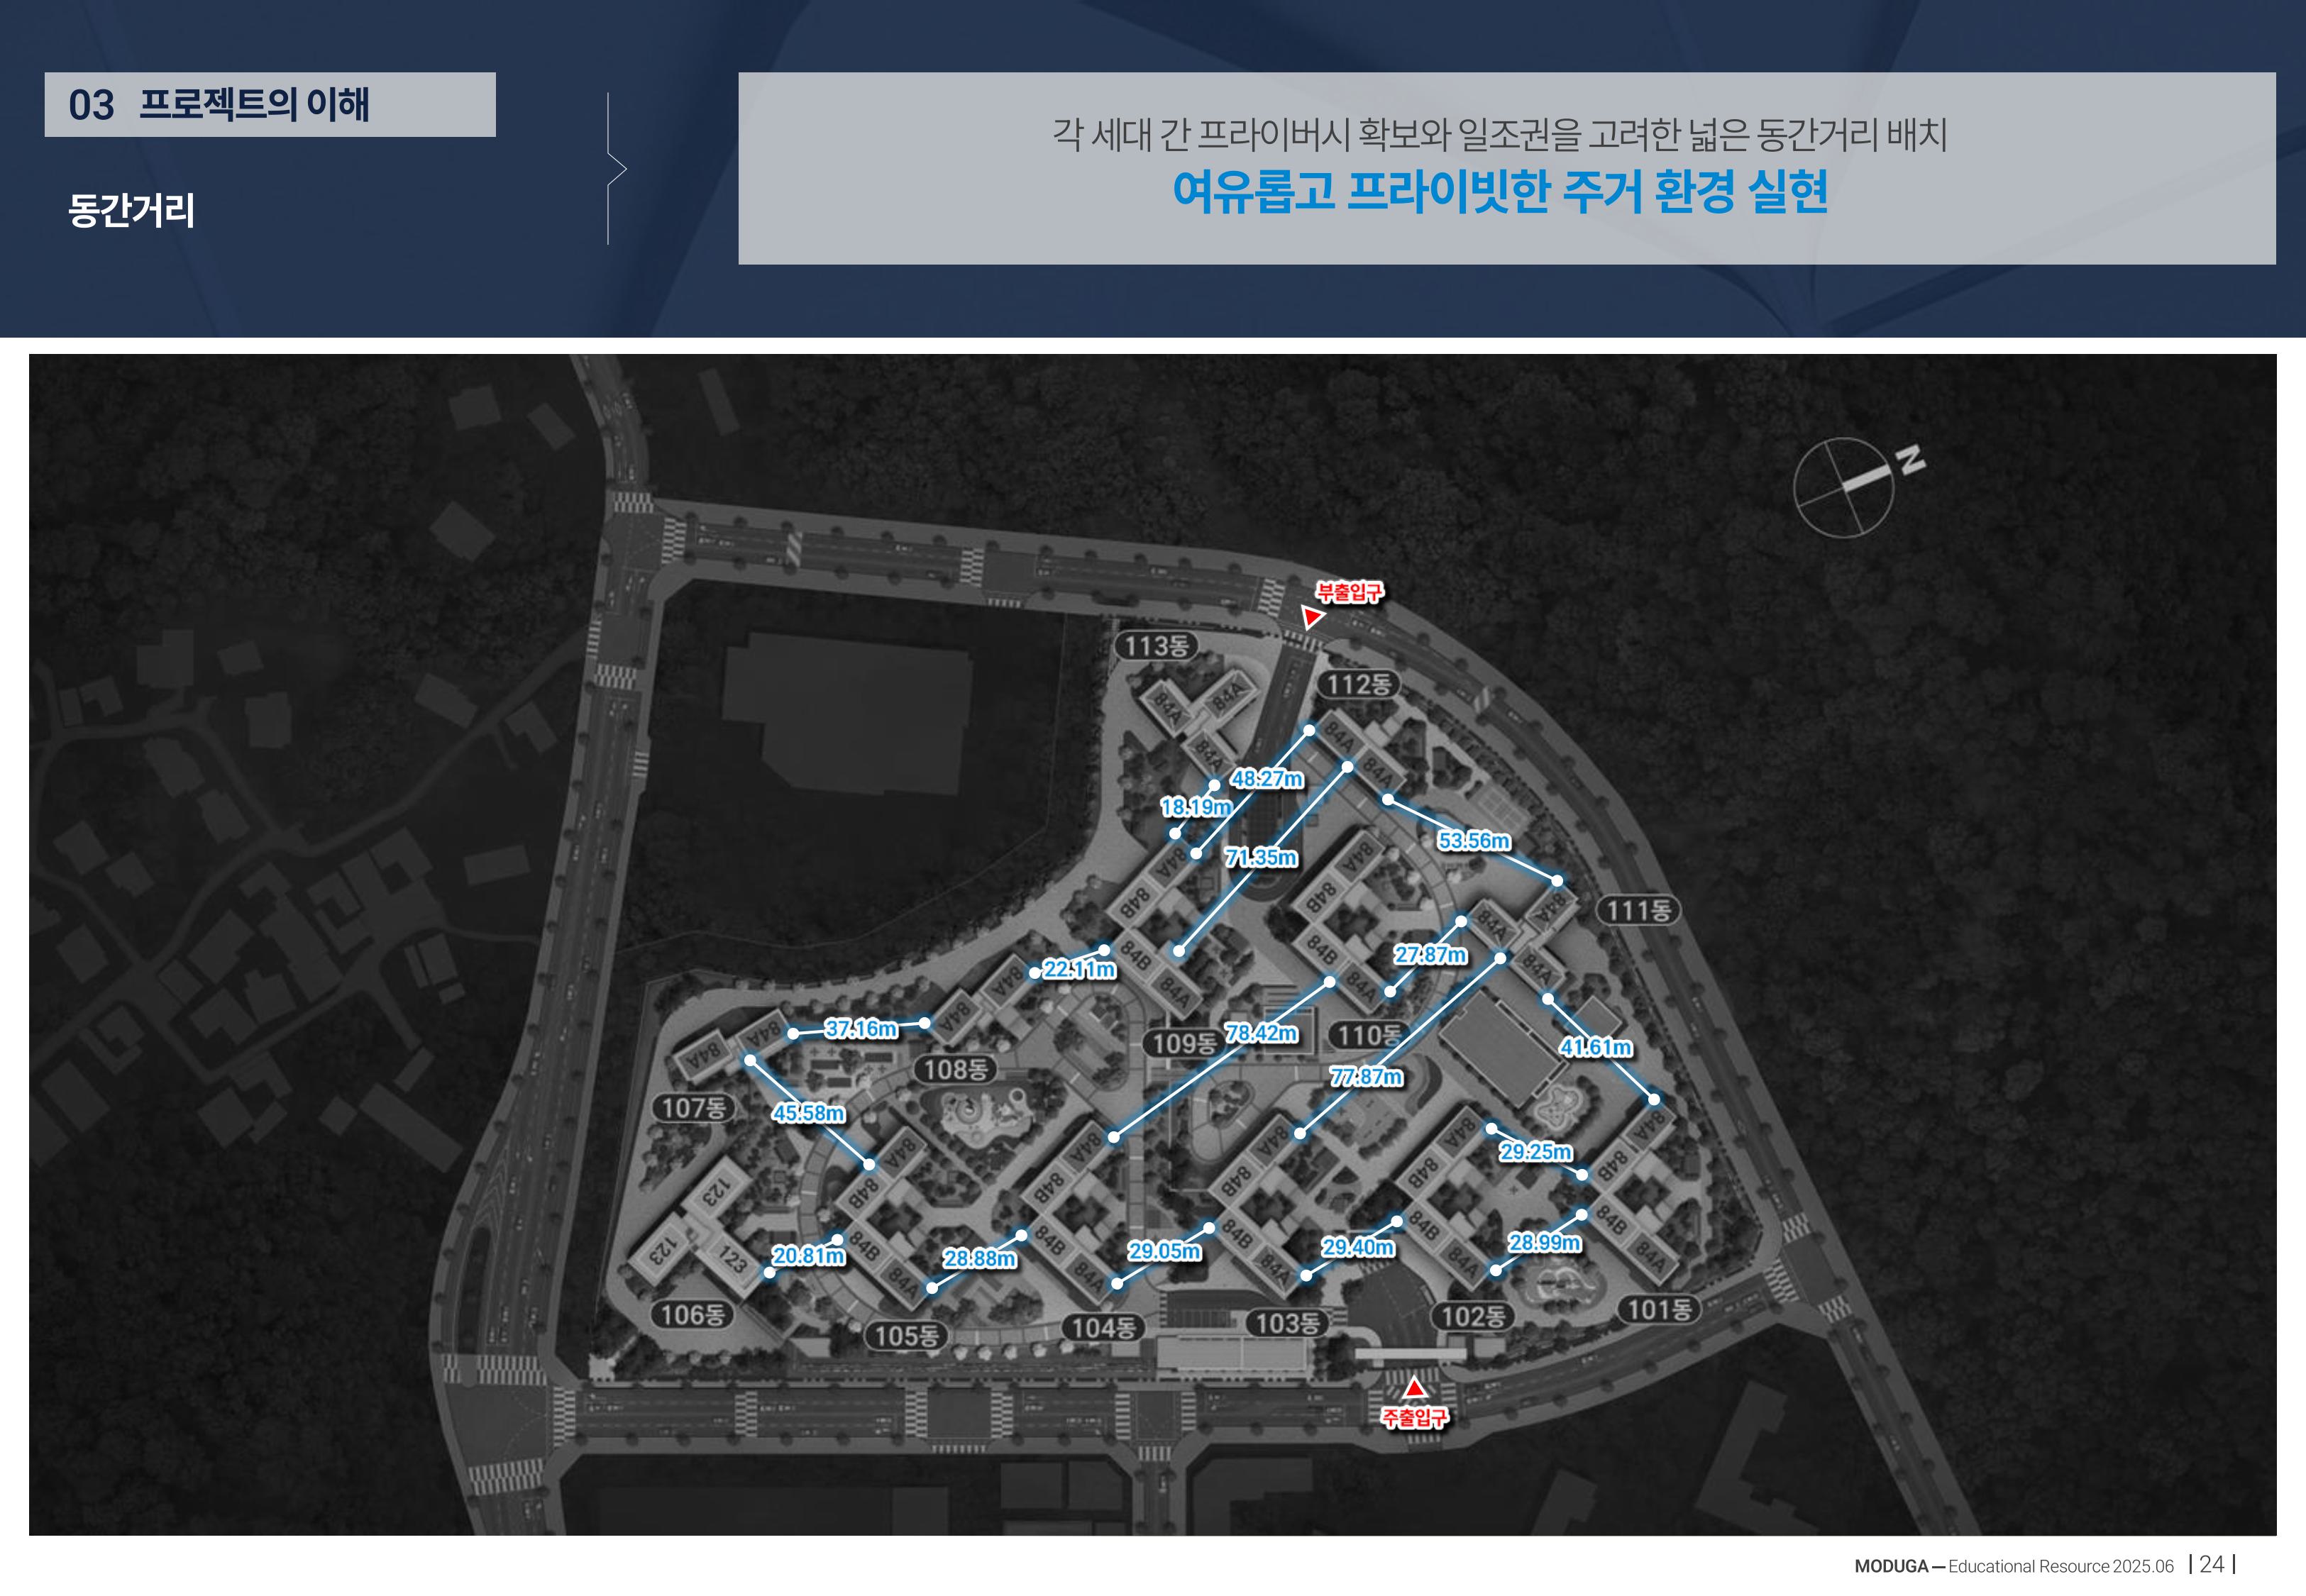 03 프로젝트의 이해
동간거리
각 세대 간 프라이버시 확보와 일조권을 고려한 넓은 동간거리 배치
여유롭고 프라이빗한 주거 환경 실현
N
부출입구
113동
112동
84A
84A
84A
84A
84A
48.27m
18.19m
71.35m
53.56m
84A
84B
84A
84B
84A
84A
84A
111동
84B
84A
84B
84A
27.87m
22.11m
84A
84A
37.16m
84A
84A
109동
78.42m
110동
41.61m
108동
77.87m
107동
45.58m
84A
84B
84A
84B
84A
84B
84A
84B
29.25m
84A
84B
123
123
123
84B
84A
84B
84A
84B
84A
84B
84A
84B
84A
20.81m
28.88m
29.05m
29.40m
28.99m
106동
105동
104동
103동
102동
101동
주출입구
MODUGA — Educational Resource 2025.06 | 24 |